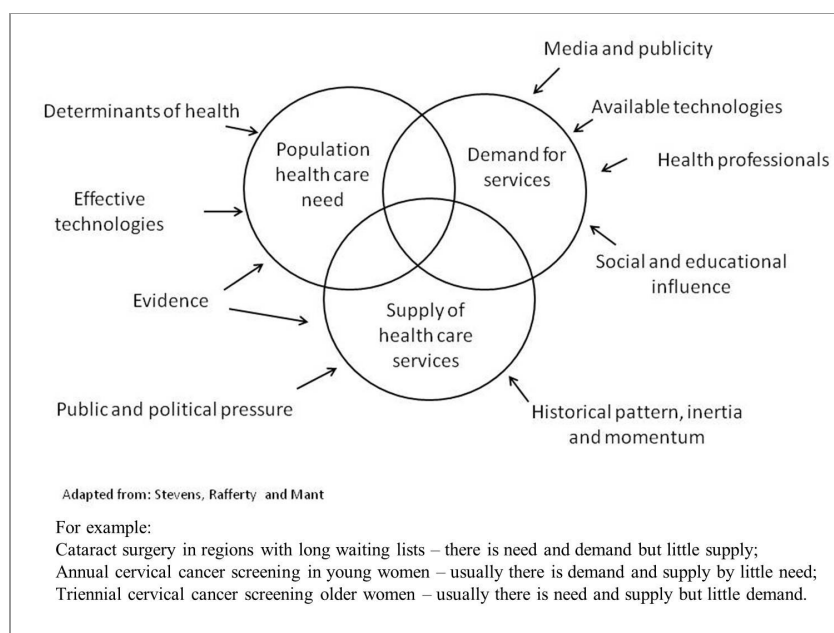 Media and publicity
Determinants of health
Available technologies
Population
health care
need
Demand for
services
Health professionals
Effective
technologies
Social and educational
influence
Evidence
Supply of
health care
services
Public and political pressure
Historical pattern, inertia
and momentum
Adapted from: Stevens, Rafferty and Mant
For example:
Cataract surgery in regions with long waiting lists – there is need and demand but little supply;
Annual cervical cancer screening in young women – usually there is demand and supply by little need;
Triennial cervical cancer screening older women – usually there is need and supply but little demand.